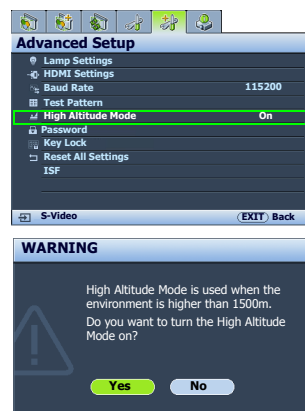 Advanced Setup
Lamp Settings
HDMI Settings
Baud Rate 115200
Test Pattern
High Altitude Mode On
Password
Key Lock
Reset All Settings
ISF
S-Video EXIT Back
WARNING
High Altitude Mode is used when the
environment is higher than 1500m.
Do you want to turn the High Altitude
Mode on?
Yes No